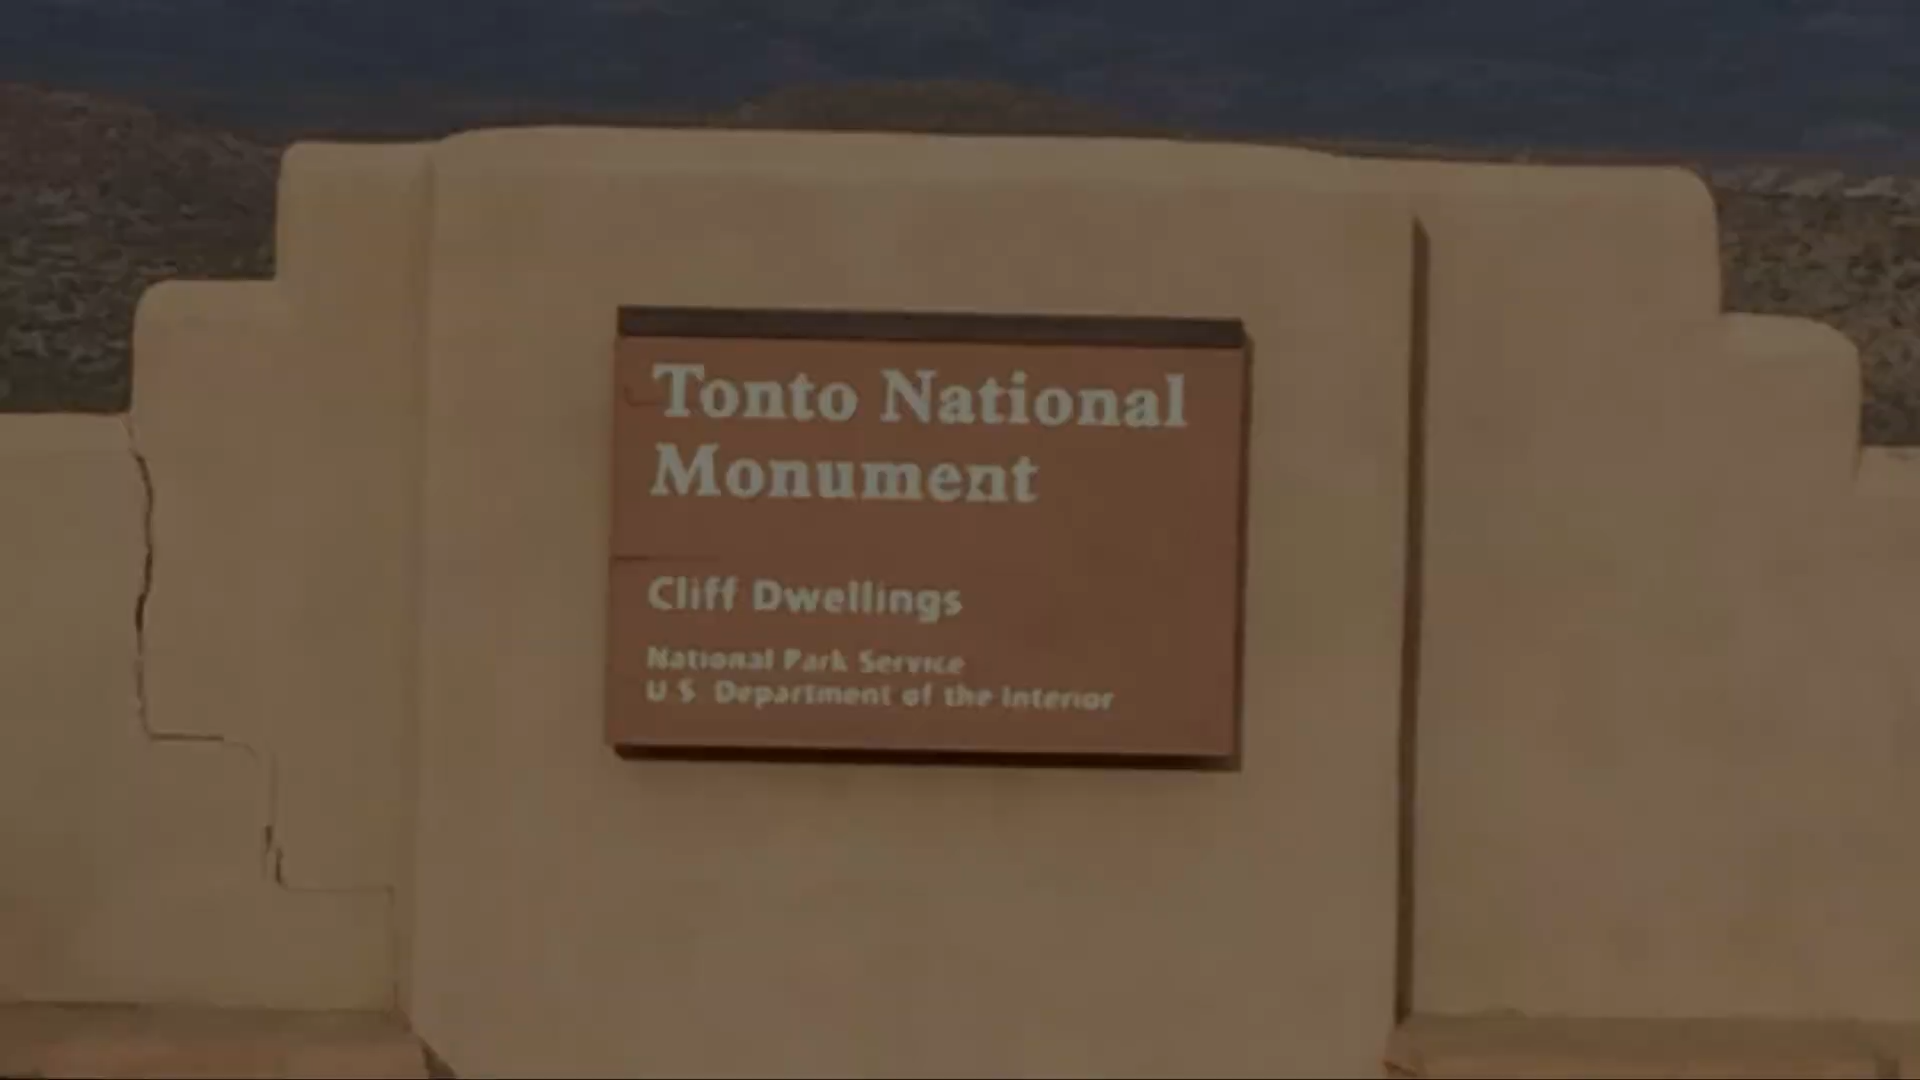 Tonto National
Monument
Cliff Dwellings
National Park Service
U.S. Department of the Interior